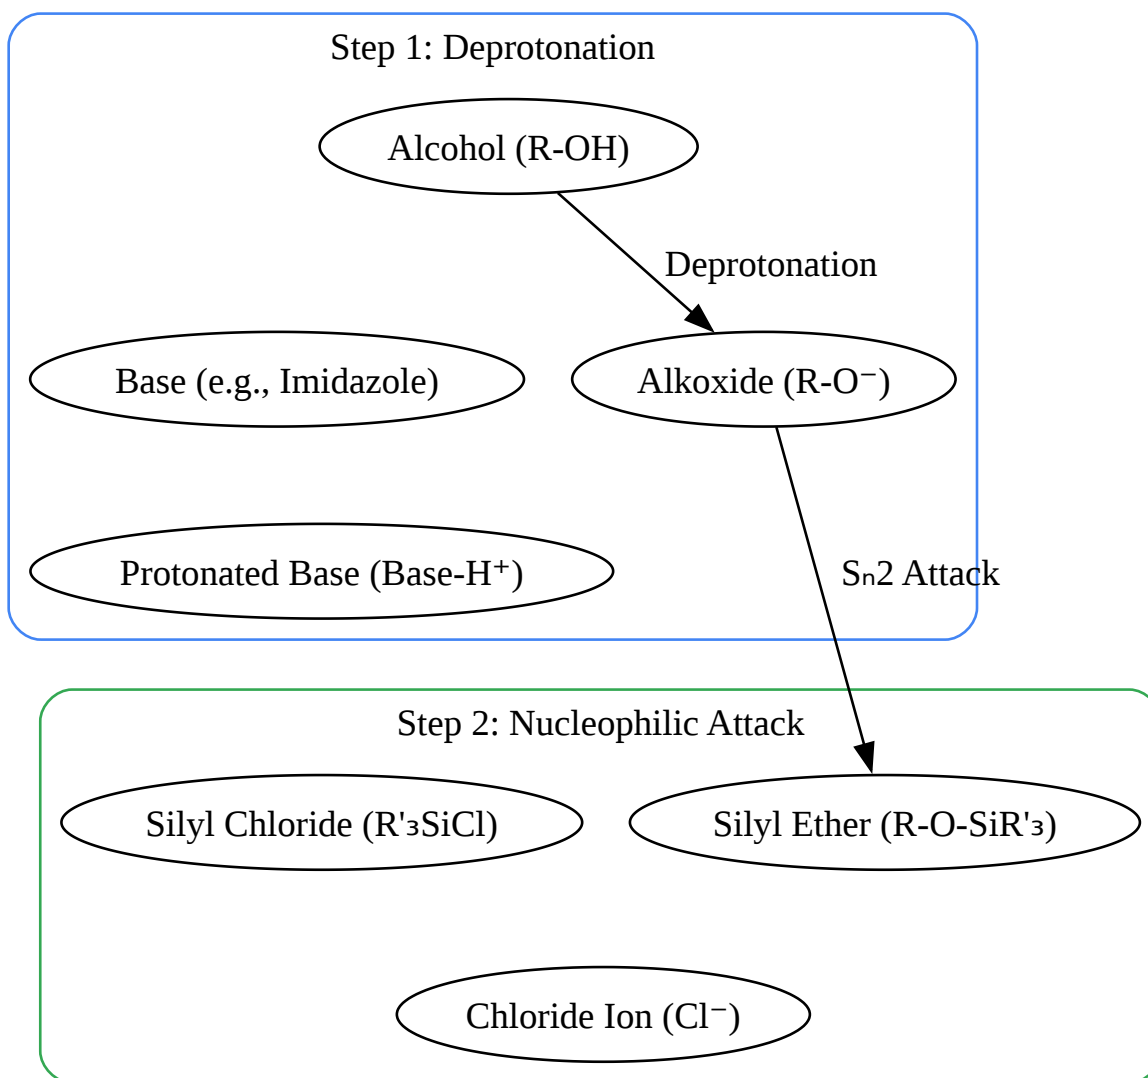 Step 1: Deprotonation
Alcohol (R-OH)
Deprotonation
Base (e.g., Imidazole)
Alkoxide (R-O⁻)
Protonated Base (Base-H⁺)
Sₙ2 Attack
Step 2: Nucleophilic Attack
Silyl Chloride (R'₃SiCl)
Silyl Ether (R-O-SiR'₃)
Chloride Ion (Cl⁻)